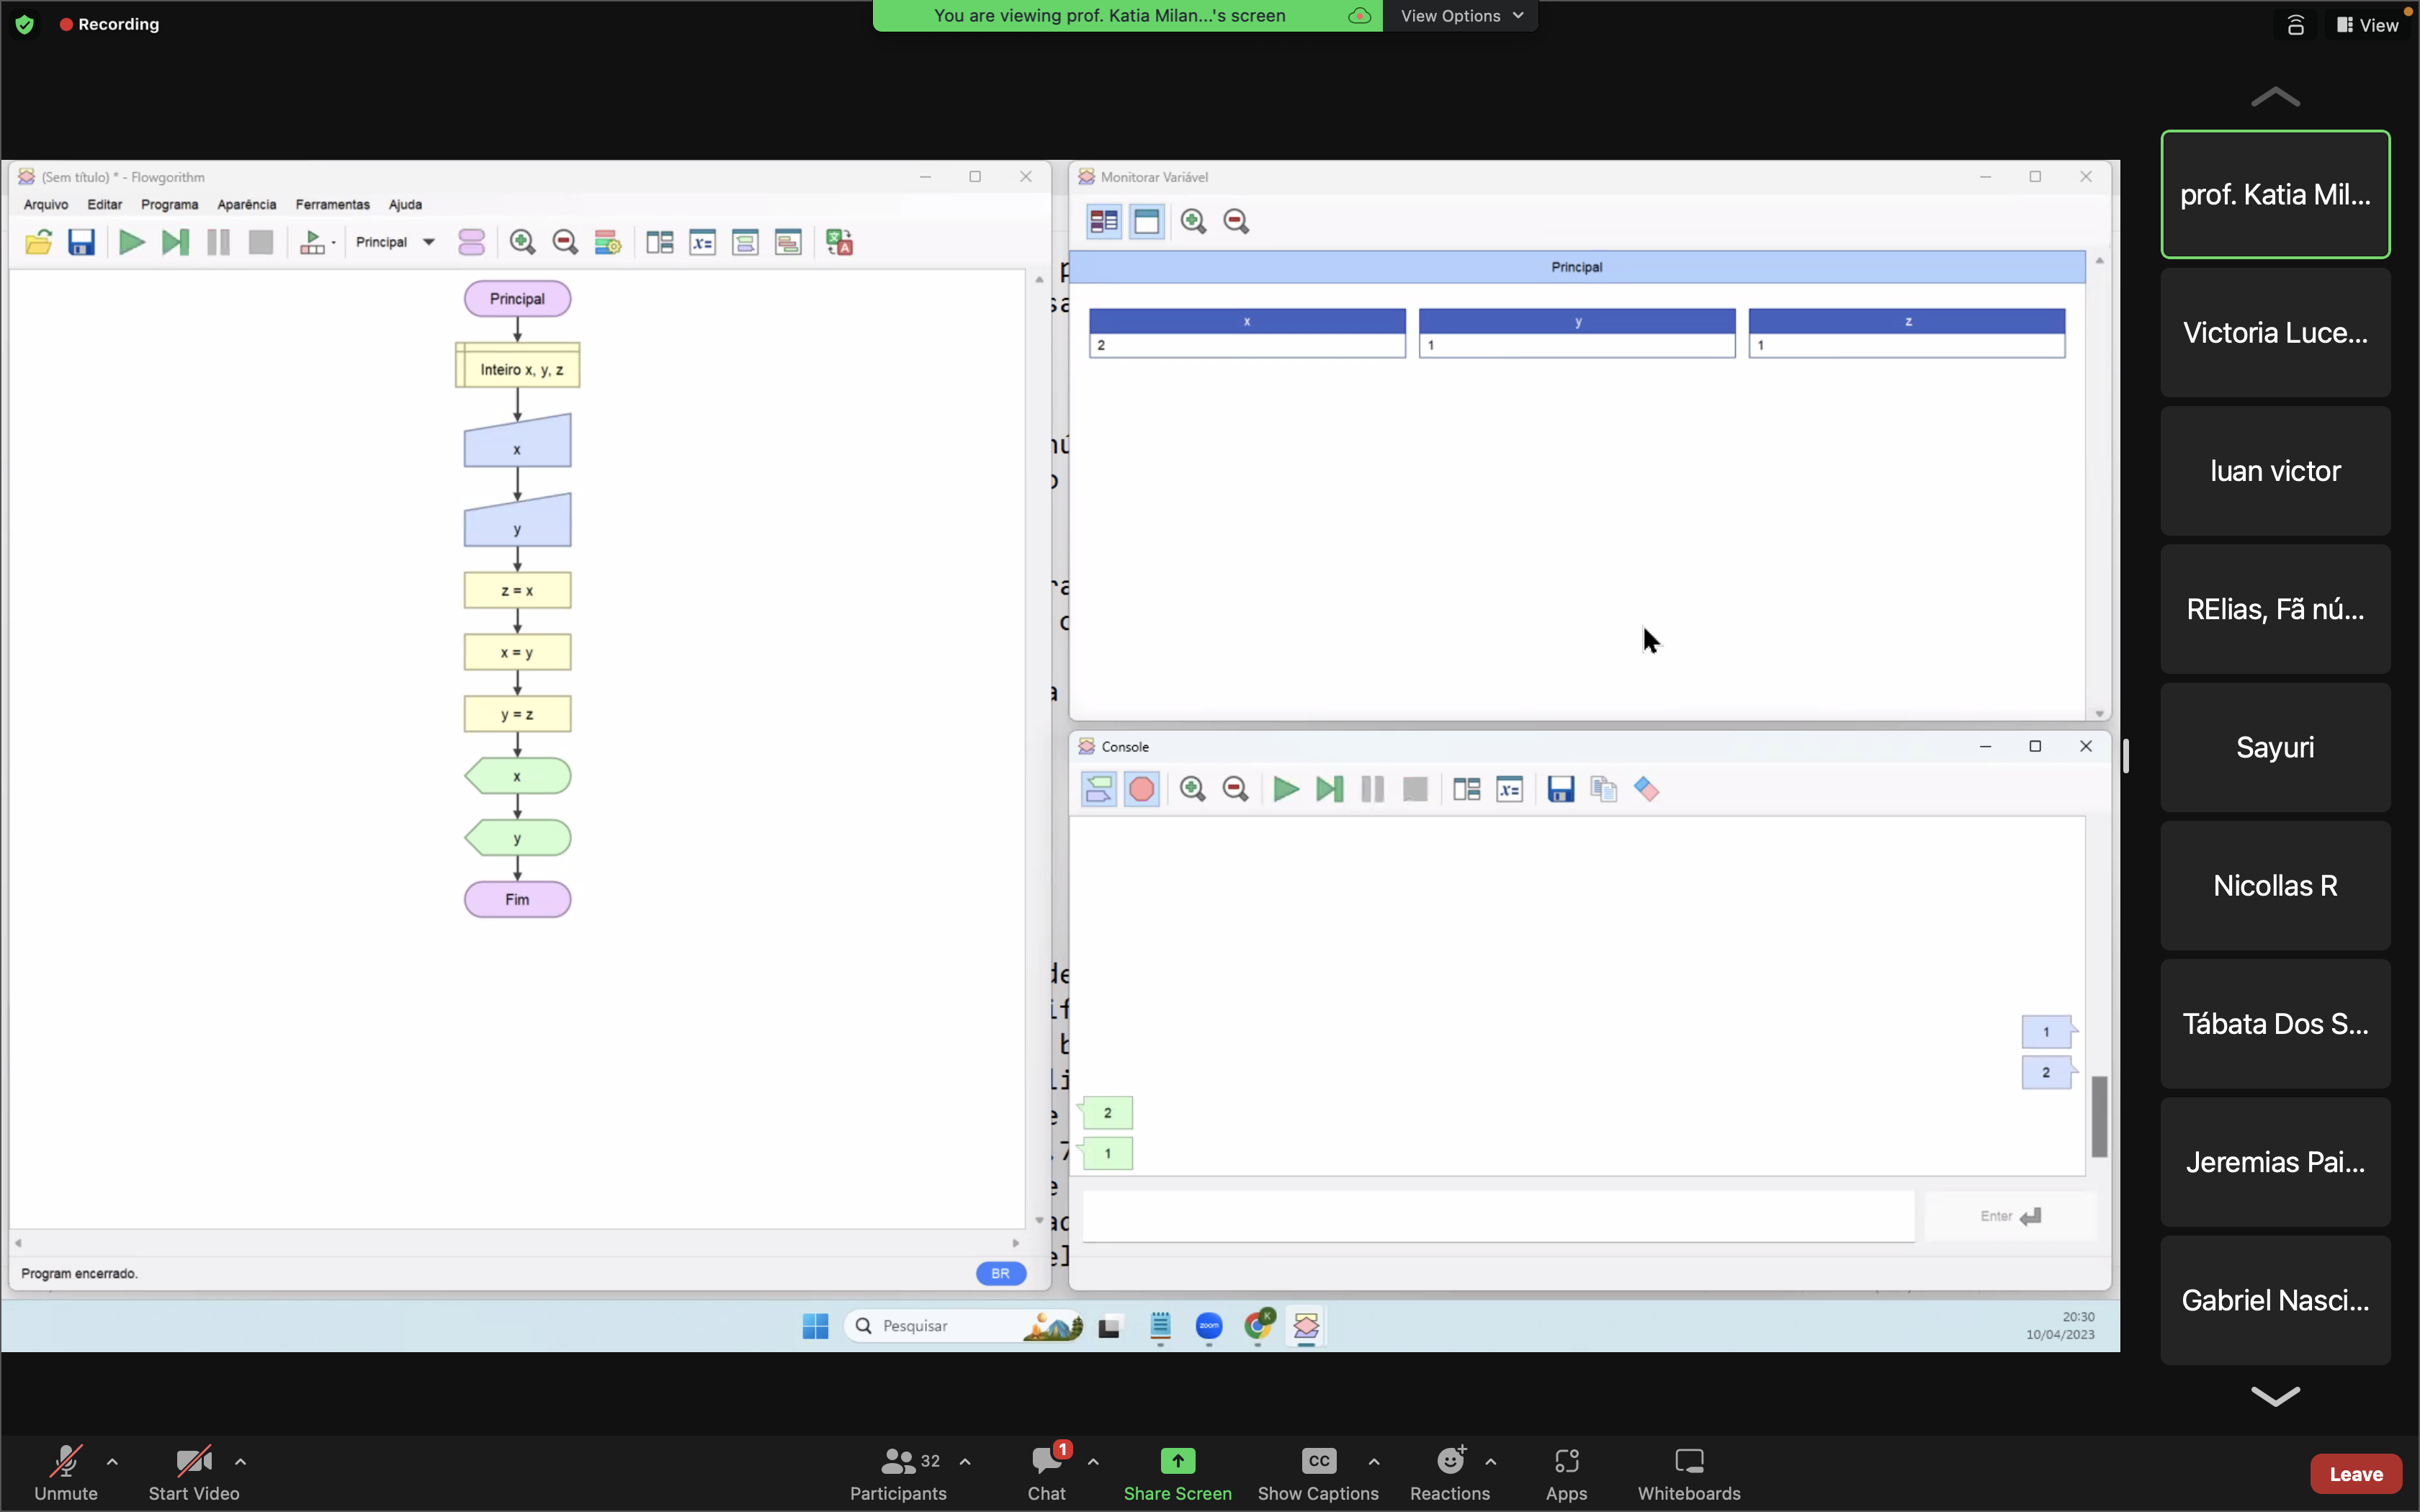 Recording
You are viewing prof. Katia Milan...'s screen
View Options
View
(Sem título) * - Flowgorithm
Arquivo Editar Programa Aparência Ferramentas Ajuda
Principal
Principal
Inteiro x, y, z
x
y
z = x
x = y
y = z
x
y
Fim
Program encerrado.
BR
Monitorar Variável
Principal
x y z
2 1 1
Console
1
2
2
1
Enter
Pesquisar
zoom
K
20:30
10/04/2023
prof. Katia Mil...
Victoria Luce...
luan victor
RElias, Fã nú...
Sayuri
Nicollas R
Tábata Dos S...
Jeremias Pai...
Gabriel Nasci...
Unmute
Start Video
32
Participants
1
Chat
Share Screen
CC
Show Captions
Reactions
Apps
Whiteboards
Leave